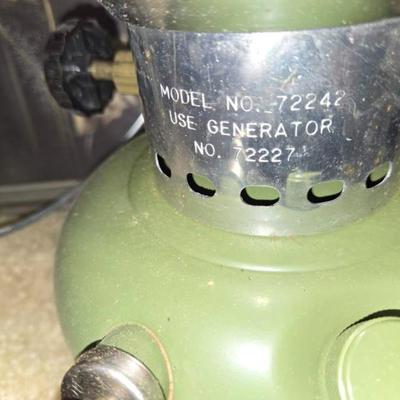 MODEL NO. 72242
USE GENERATOR
NO. 72227